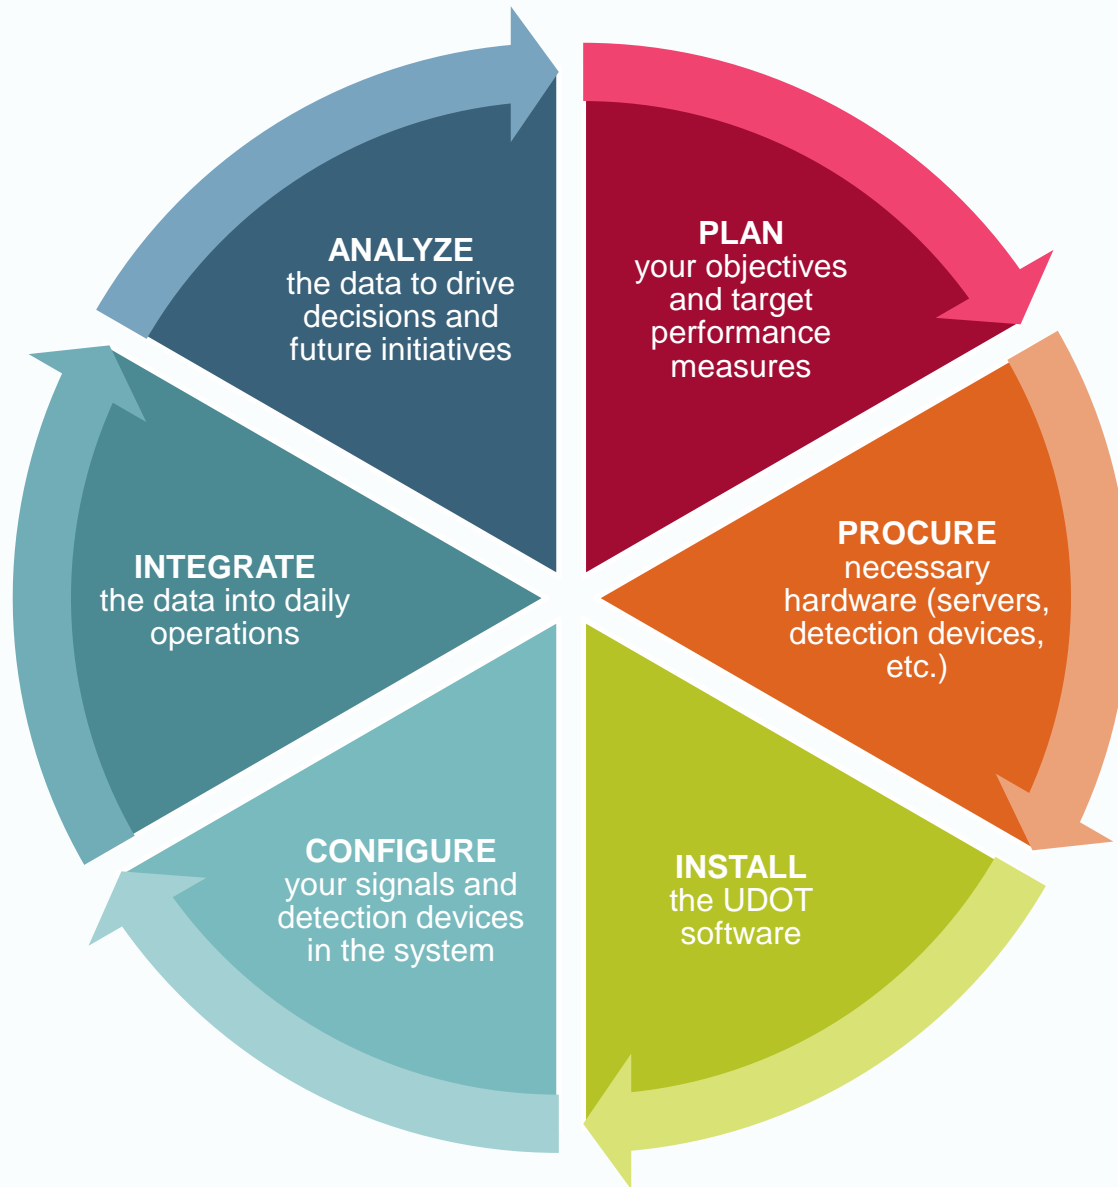 PLAN
your objectives
and target
performance
measures
PROCURE
necessary
hardware (servers,
detection devices,
etc.)
INSTALL
the UDOT
software
CONFIGURE
your signals and
detection devices
in the system
INTEGRATE
the data into daily
operations
ANALYZE
the data to drive
decisions and
future initiatives